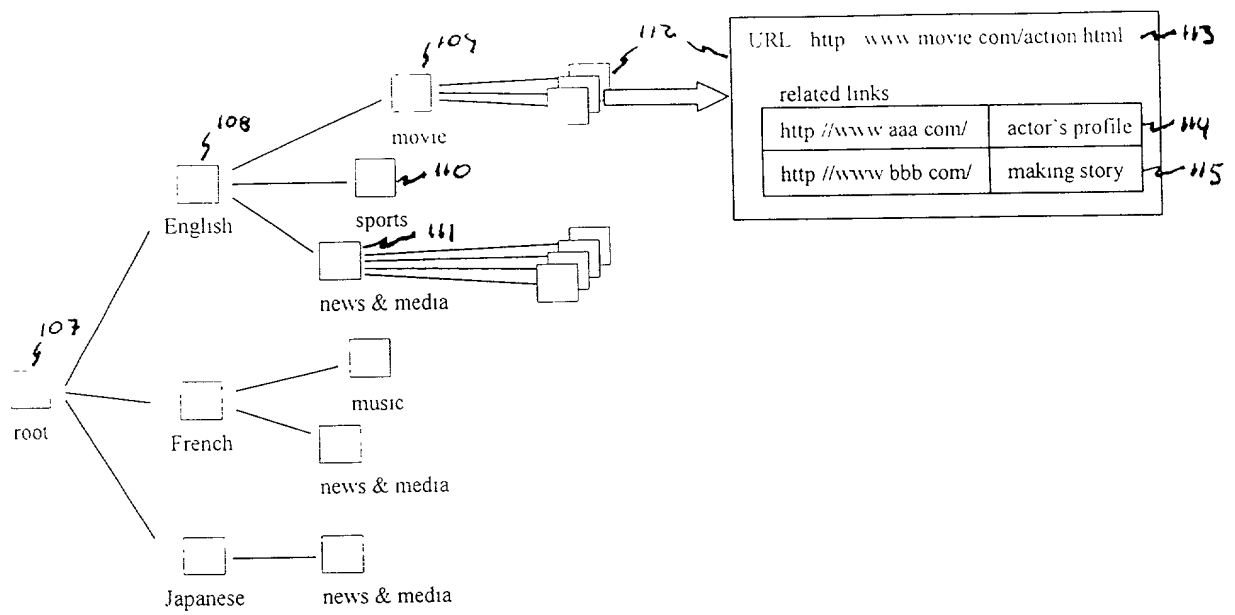 109
112
URL http www movie com/action html
113
related links
http //www aaa com/ actor's profile
114
http //www bbb com/ making story
115
movie
108
English
110
sports
111
news & media
107
root
music
French
news & media
Japanese
news & media